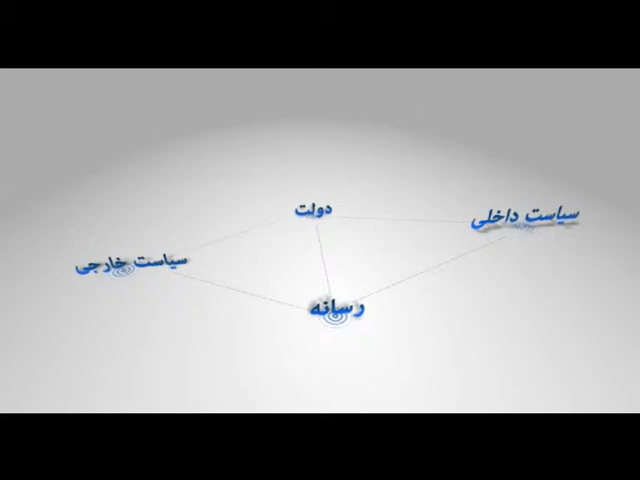 دولت
سیاست داخلی
سیاست خارجی
رسانه